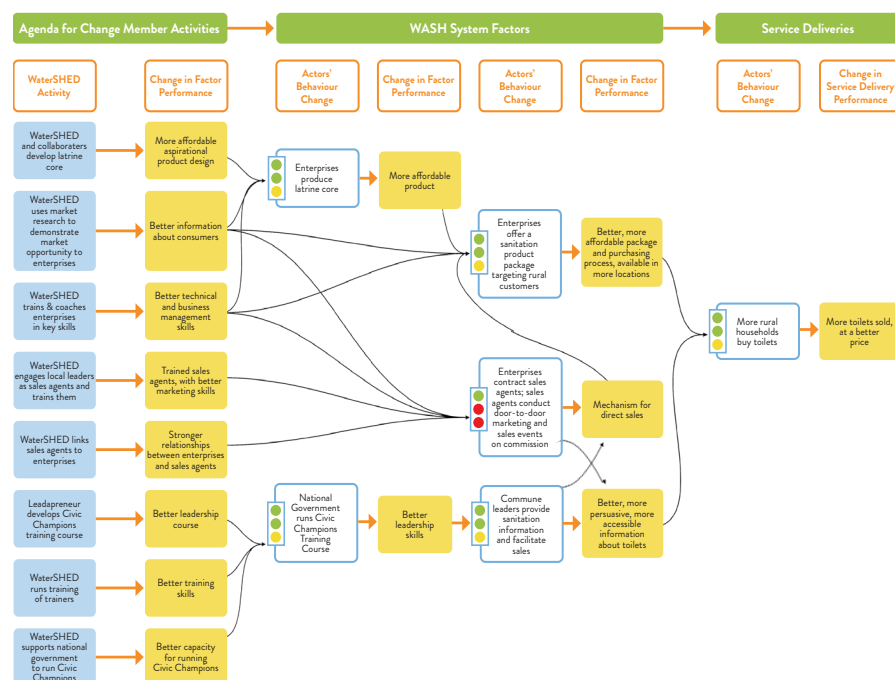 Agenda for Change Member Activities
WASH System Factors
Service Deliveries
WaterSHED
Activity
Change in Factor
Performance
Actors'
Behaviour
Change
Change in Factor
Performance
Actors'
Behaviour
Change
Change in Factor
Performance
Actors'
Behaviour
Change
Change in
Service Delivery
Performance
WaterSHED
and collaboraters
develop latrine
core
More affordable
aspirational
product design
Enterprises
produce
latrine core
More affordable
product
WaterSHED
uses market
research to
demonstrate
market
opportunity to
enterprises
Better information
about consumers
Enterprises
offer a
sanitation
product
package
targeting rural
customers
Better, more
affordable package
and purchasing
process, available in
more locations
WaterSHED
trains & coaches
enterprises
in key skills
Better technical
and business
management
skills
More rural
households
buy toilets
More toilets sold,
at a better
price
WaterSHED
engages local leaders
as sales agents and
trains them
Trained sales
agents, with better
marketing skills
Enterprises
contract sales
agents; sales
agents conduct
door-to-door
marketing and
sales events
on commission
Mechanism for
direct sales
WaterSHED links
sales agents to
enterprises
Stronger
relationships
between enterprises
and sales agents
Leadapreneur
develops Civic
Champions
training course
Better leadership
course
National
Government
runs Civic
Champions
Training
Course
Better
leadership
skills
Commune
leaders provide
sanitation
information
and facilitate
sales
Better, more
persuasive, more
accessible
information
about toilets
WaterSHED
runs training
of trainers
Better training
skills
WaterSHED
supports national
government
to run Civic
Champions
Better capacity
for running
Civic Champions